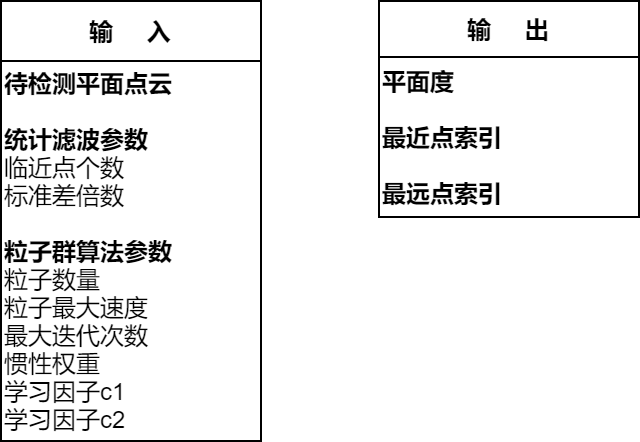 输 入
待检测平面点云
统计滤波参数
临近点个数
标准差倍数
粒子群算法参数
粒子数量
粒子最大速度
最大迭代次数
惯性权重
学习因子c1
学习因子c2
输 出
平面度
最近点索引
最远点索引